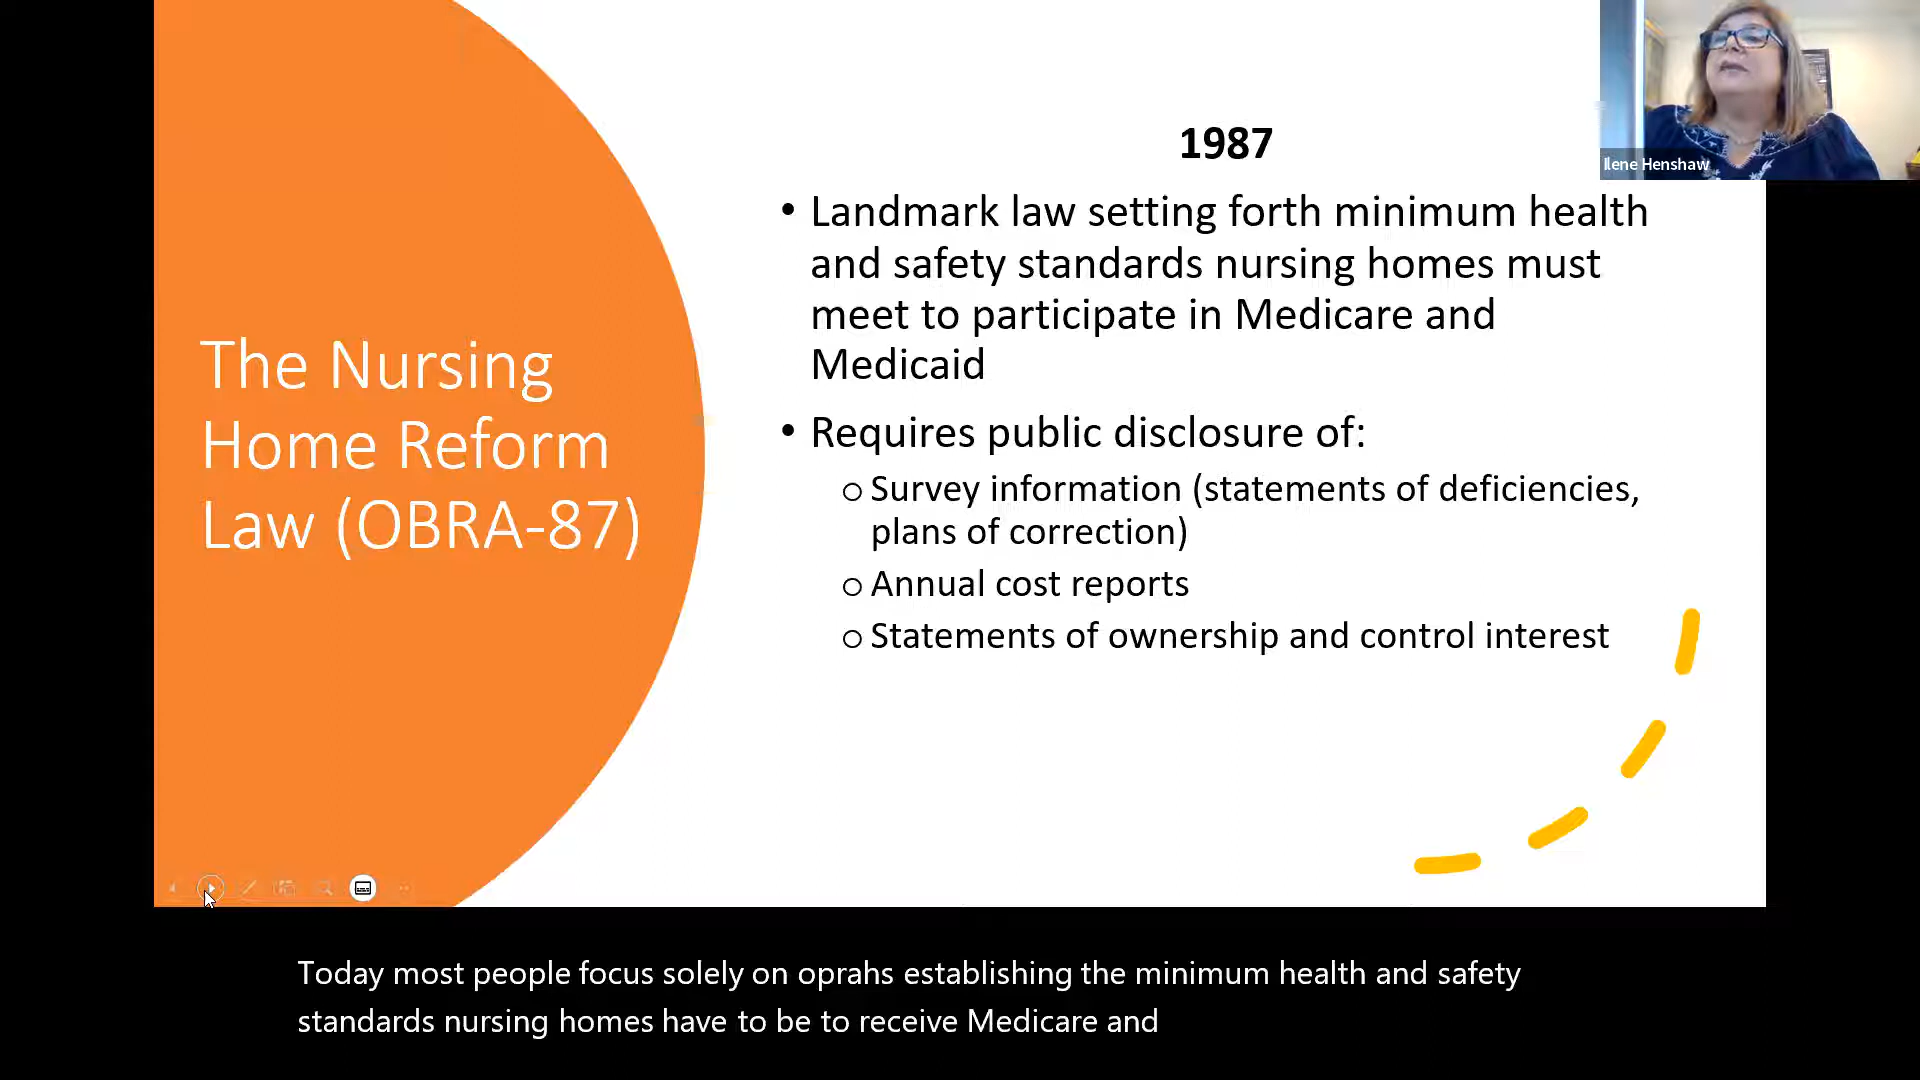 The Nursing
Home Reform
Law (OBRA-87)
1987
• Landmark law setting forth minimum health
and safety standards nursing homes must
meet to participate in Medicare and
Medicaid
• Requires public disclosure of:
o Survey information (statements of deficiencies,
plans of correction)
o Annual cost reports
o Statements of ownership and control interest
Ilene Henshaw
Today most people focus solely on oprahs establishing the minimum health and safety
standards nursing homes have to be to receive Medicare and